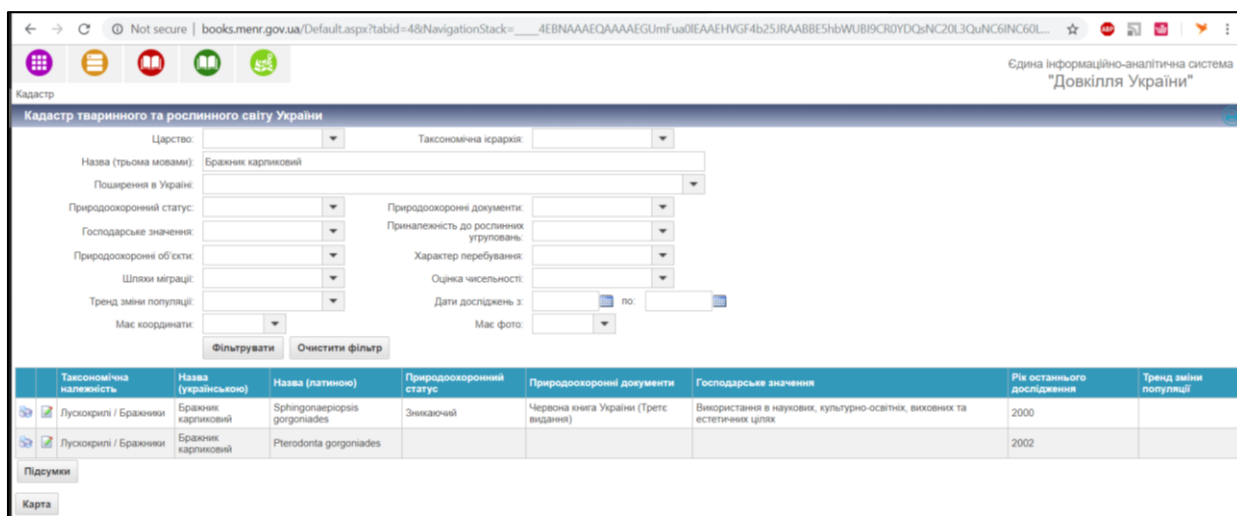 Not secure | books.menr.gov.ua/Default.aspx?tabid=4&NavigationStack=
Єдина інформаційно-аналітична система
"Довкілля України"
Кадастр
Кадастр тваринного та рослинного світу України
Царство: Таксономічна ієрархія:
Назва (трьома мовами): Бражник карликовий
Поширення в Україні:
Природоохоронний статус: Природоохоронні документи:
Господарське значення: Приналежність до рослинних угруповань:
Природоохоронні об'єкти: Характер перебування:
Шляхи міграції: Оцінка чисельності:
Тренд зміни популяції: Дати досліджень з: по:
Має координати: Має фото:
Фільтрувати Очистити фільтр
Таксономічна належність Назва (українською) Назва (латиною) Природоохоронний статус Природоохоронні документи Господарське значення Рік останнього дослідження Тренд зміни популяції
Лускокрилі / Бражники Бражник карликовий Sphingonaepiopsis gorgoniades Зникаючий Червона книга України (Третє видання) Використання в наукових, культурно-освітніх, виховних та естетичних цілях 2000
Лускокрилі / Бражники Бражник карликовий Pterodonta gorgoniades 2002
Підсумки
Карта